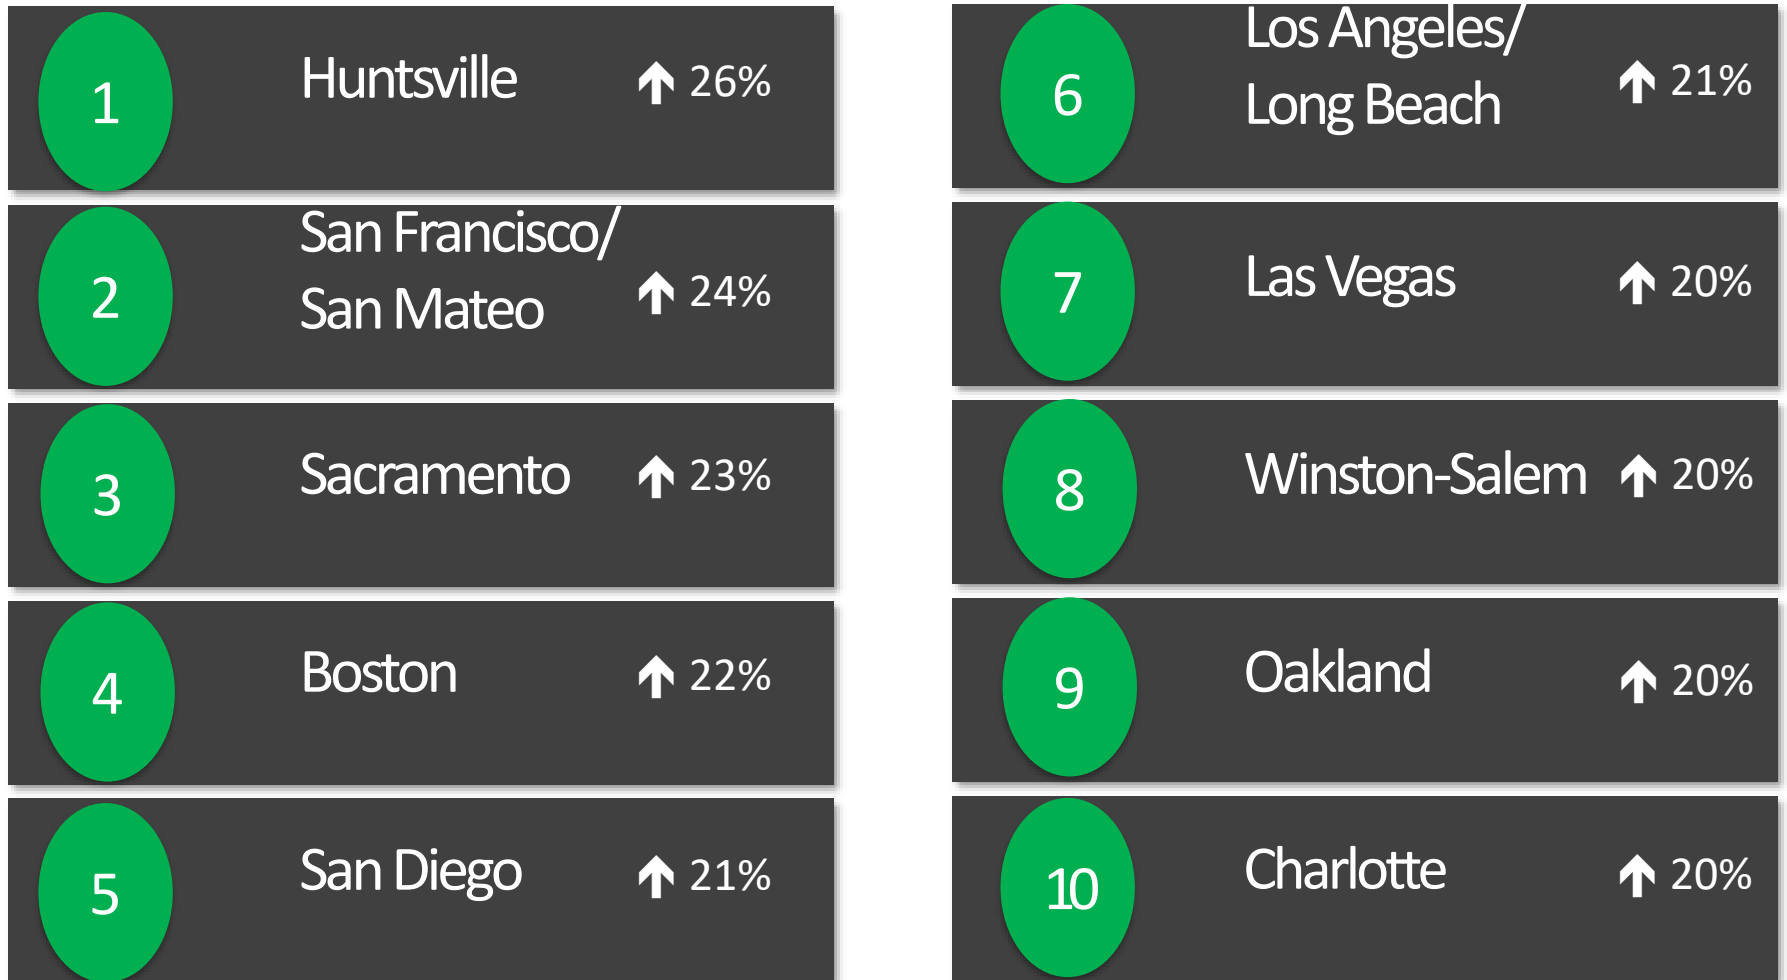 1
Huntsville
26%
2
San Francisco/
San Mateo
24%
3
Sacramento
23%
4
Boston
22%
5
San Diego
21%
6
Los Angeles/
Long Beach
21%
7
Las Vegas
20%
8
Winston-Salem
20%
9
Oakland
20%
10
Charlotte
20%